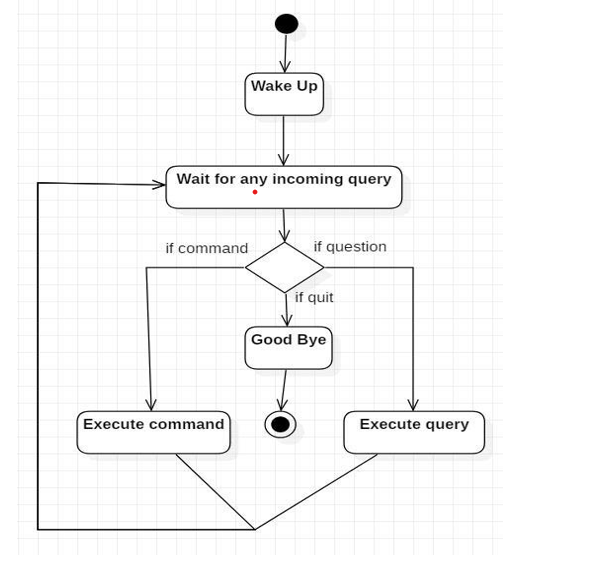 Wake Up
Wait for any incoming query
if command
if question
if quit
Good Bye
Execute command
Execute query